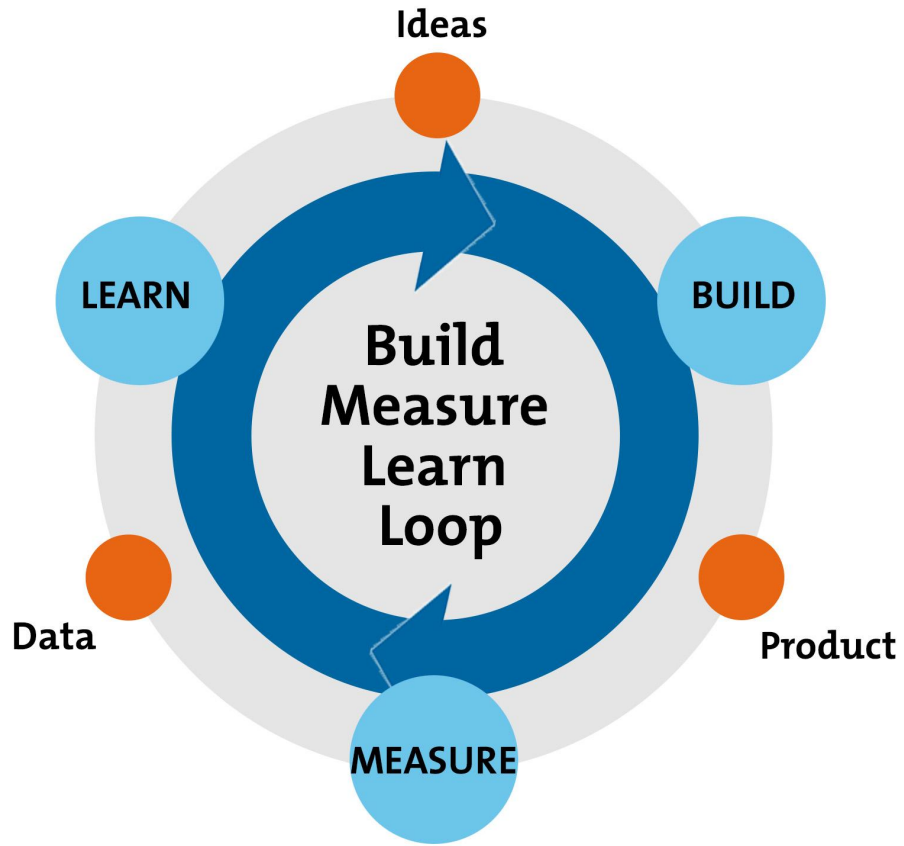 Ideas
LEARN
BUILD
Build
Measure
Learn
Loop
Data
Product
MEASURE